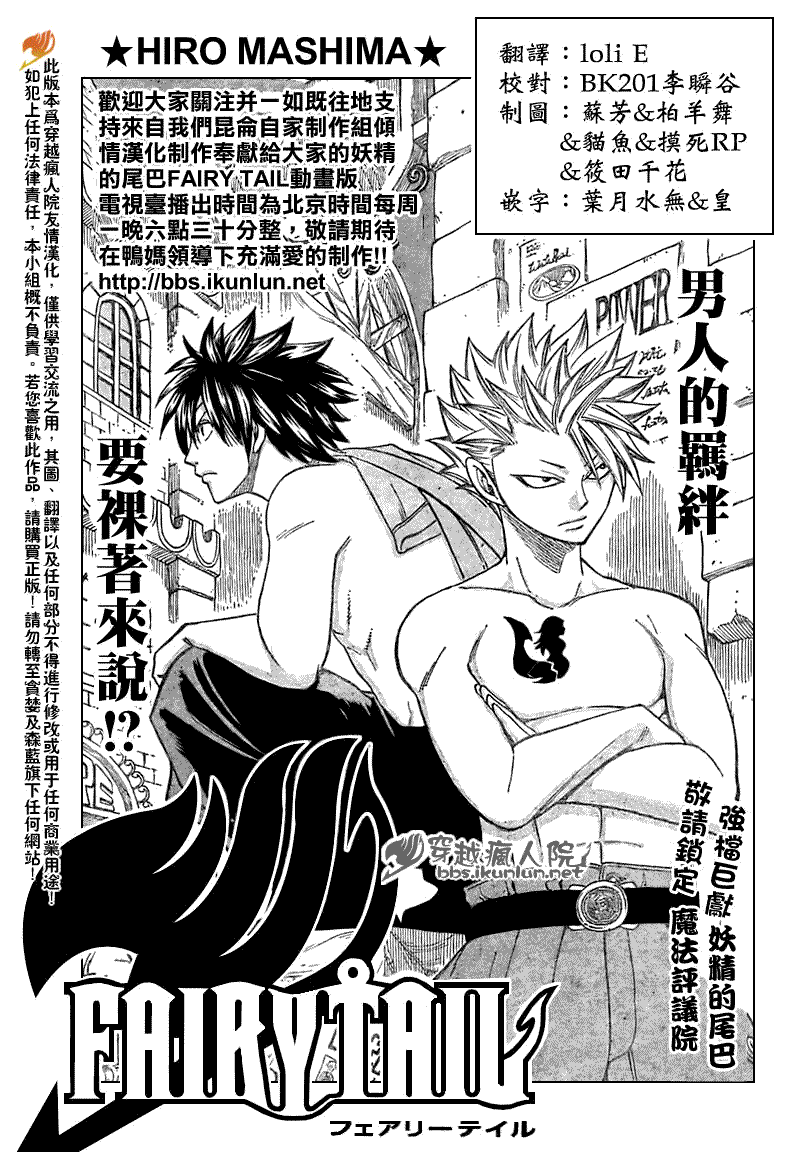 ★HIRO MASHIMA★
翻譯：loli E
校對：BK201李瞬谷
制圖：蘇芳&柏羊舞
&貓魚&摸死RP
&筱田千花
嵌字：葉月水無&皇
歡迎大家關注并一如既往地支
持來自我們昆侖自家制作組傾
情漢化制作奉獻給大家的妖精
的尾巴FAIRY TAIL動畫版
電視臺播出時間為北京時間每周
一晚六點三十分整，敬請期待
在鴨媽領導下充滿愛的制作!!
http://bbs.ikunlun.net
此版本爲穿越瘋人院友情漢化，僅供學習交流之用，其圖、翻譯以及任何部分不得進行修改或用于任何商業用途！
如犯上任何法律責任，本小組概不負責。若您喜歡此作品，請購買正版！請勿轉至貪婪及森藍旗下任何網站！
POWER
男人的羈絆
要裸著來說!?
穿越瘋人院
bbs.ikunlun.net
強檔巨獻 妖精的尾巴
敬請鎖定 魔法評議院
FAIRY TAIL
フェアリーテイル